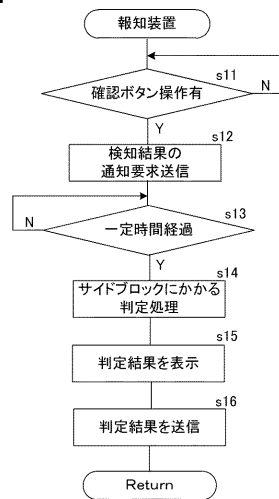 報知装置
s11
確認ボタン操作有
N
Y
s12
検知結果の
通知要求送信
s13
N
一定時間経過
Y
s14
サイドブロックにかかる
判定処理
s15
判定結果を表示
s16
判定結果を送信
Return